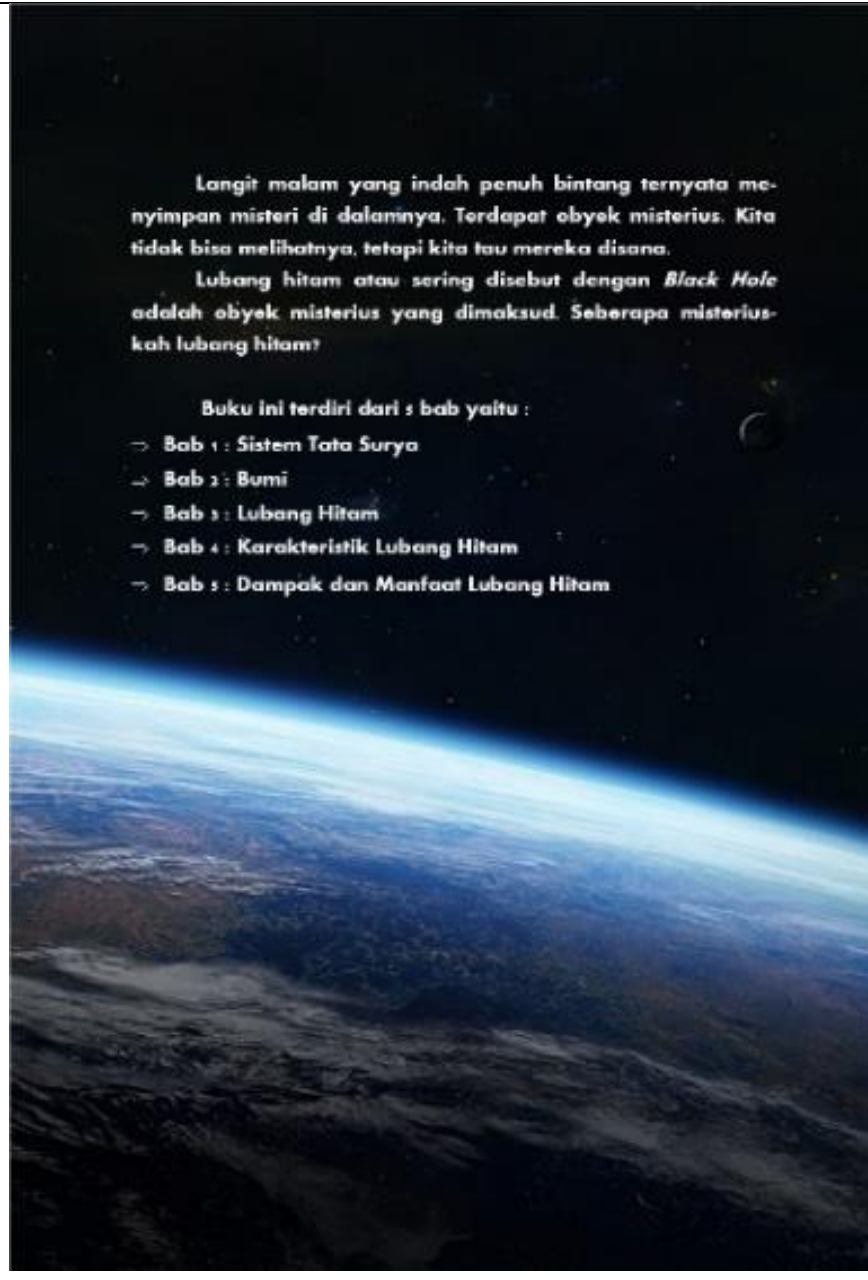 Langit malam yang indah penuh bintang ternyata me-
nyimpan misteri di dalamnya. Terdapat obyek misterius. Kita
tidak bisa melihatnya, tetapi kita tau mereka disana.
Lubang hitam atau sering disebut dengan Black Hole
adalah obyek misterius yang dimaksud. Seberapa misterius-
kah lubang hitam?
Buku ini terdiri dari 5 bab yaitu :
→ Bab 1 : Sistem Tata Surya
→ Bab 2 : Bumi
→ Bab 3 : Lubang Hitam
→ Bab 4 : Karakteristik Lubang Hitam
→ Bab 5 : Dampak dan Manfaat Lubang Hitam